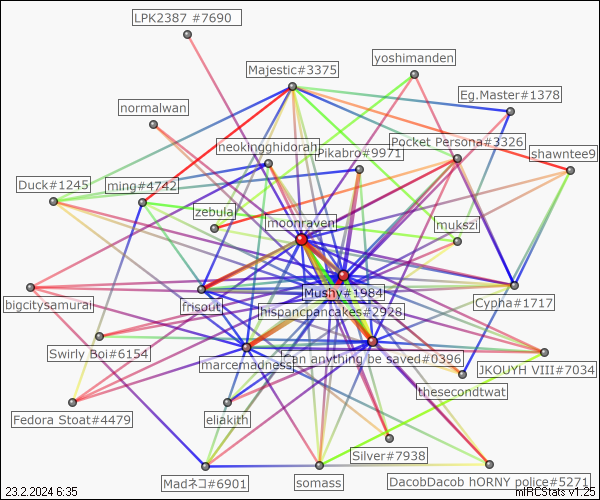 LPK2387 #7690
yoshimanden
Majestic#3375
Eg.Master#1378
normalwan
Pocket Persona#3326
neokingghidorah
Pikabro#9971
shawntee9
Duck#1245
ming#4742
zebulal
moonraven
mukszi
Mushy#1984
bigcitysamurai
frisout
Cypha#1717
hispancpancakes#2928
Swirly Boi#6154
marcemadness
Can anything be saved#0396
JKOUYH VIII#7034
thesecondtwat
Fedora Stoat#4479
eliakith
Silver#7938
Madネコ#6901
somass
DacobDacob hORNY police#5271
23.2.2024 6:35
mIRCStats v1.25